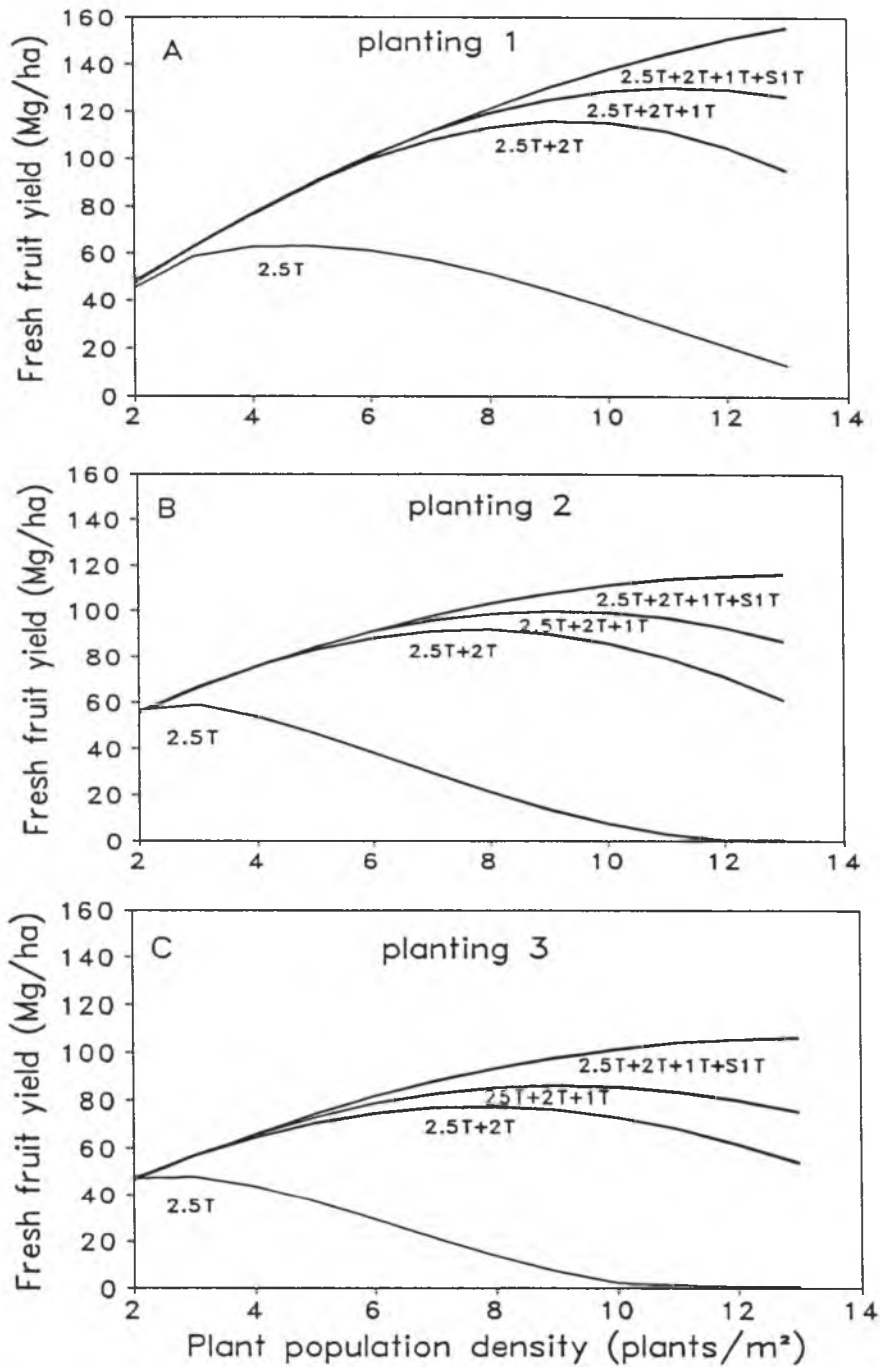 A
planting 1
Fresh fruit yield (Mg/ha)
160
140
120
100
80
60
40
20
0
2.5T+2T+1T+S1T
2.5T+2T+1T
2.5T+2T
2.5T
2 4 6 8 10 12 14
B
planting 2
Fresh fruit yield (Mg/ha)
160
140
120
100
80
60
40
20
0
2.5T+2T+1T+S1T
2.5T+2T+1T
2.5T+2T
2.5T
2 4 6 8 10 12 14
C
planting 3
Fresh fruit yield (Mg/ha)
160
140
120
100
80
60
40
20
0
2.5T+2T+1T+S1T
2.5T+2T+1T
2.5T+2T
2.5T
2 4 6 8 10 12 14
Plant population density (plants/m²)